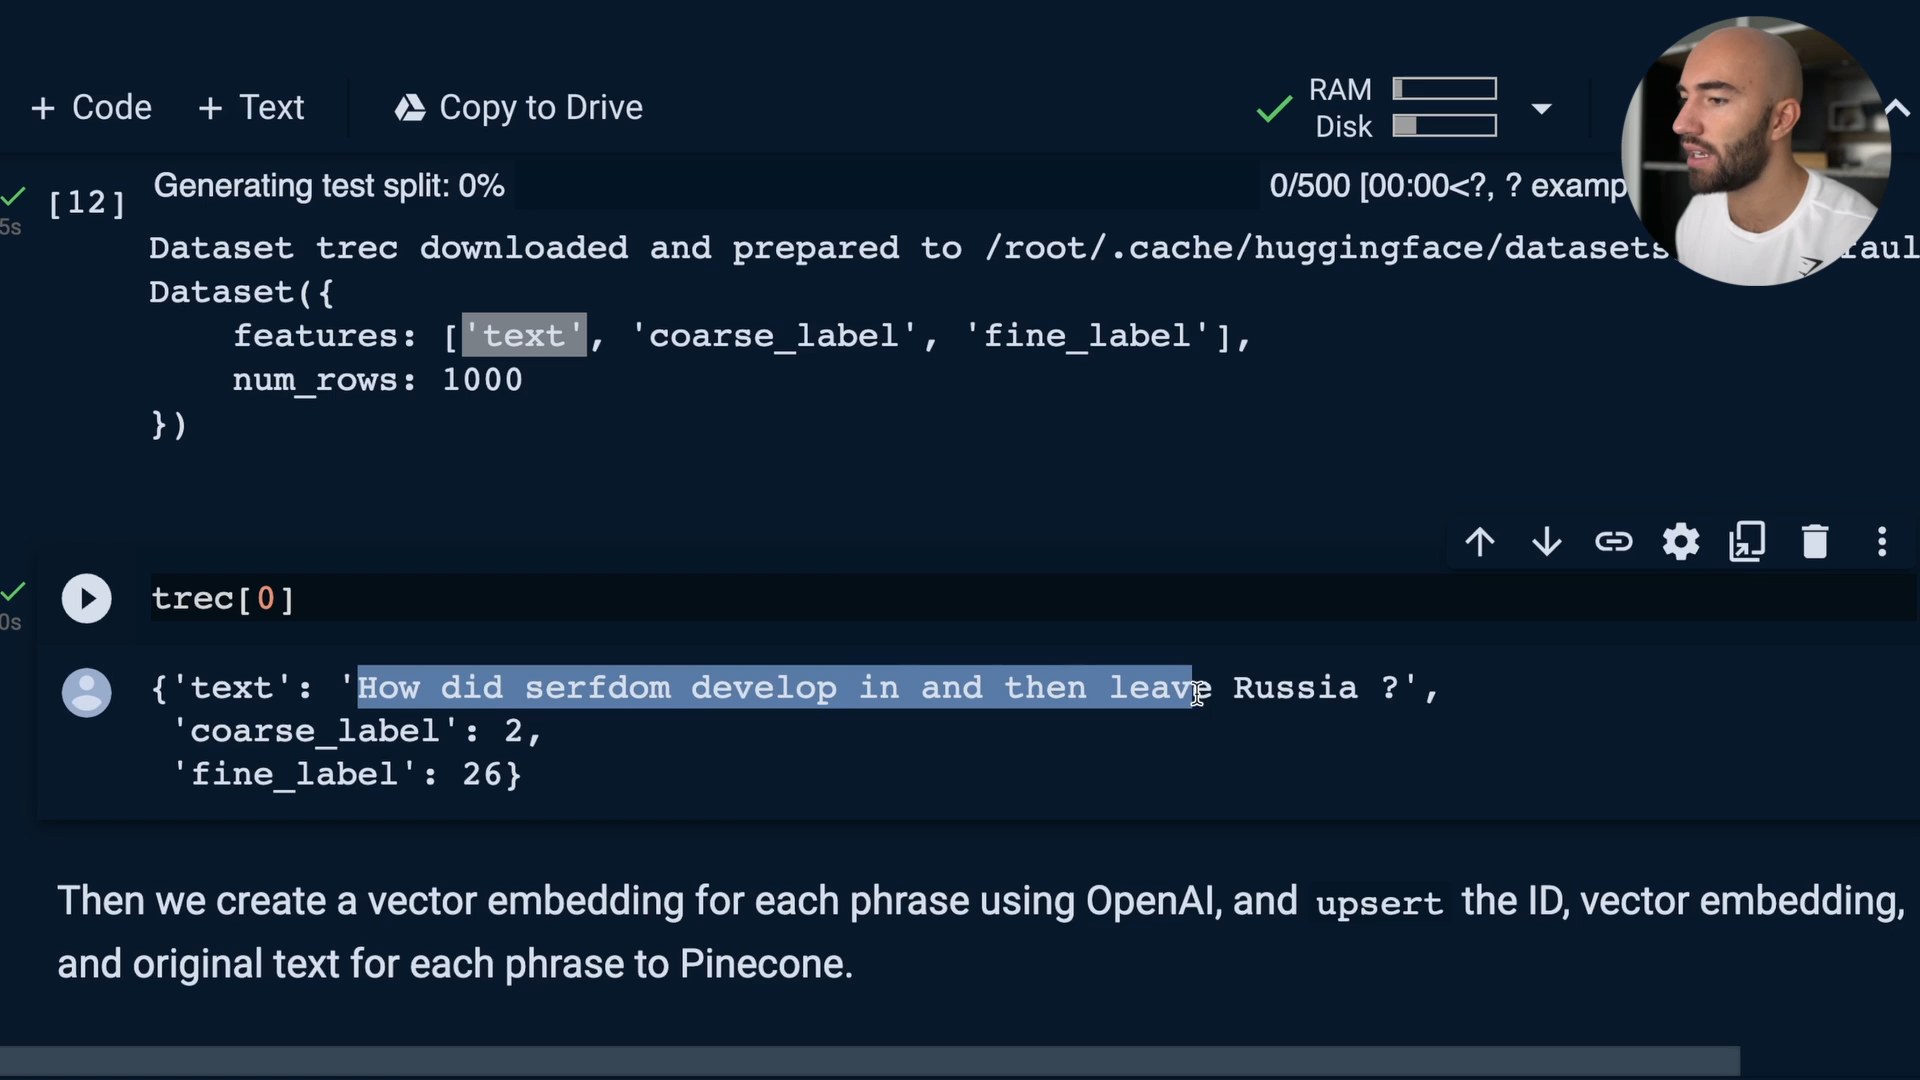 + Code + Text Copy to Drive
RAM
Disk
[12] Generating test split: 0% 0/500 [00:00<?, ? examp
5s
Dataset trec downloaded and prepared to /root/.cache/huggingface/datasets
Dataset({
features: ['text', 'coarse_label', 'fine_label'],
num_rows: 1000
})
trec[0]
0s
{'text': 'How did serfdom develop in and then leave Russia ?',
'coarse_label': 2,
'fine_label': 26}
Then we create a vector embedding for each phrase using OpenAI, and upsert the ID, vector embedding,
and original text for each phrase to Pinecone.